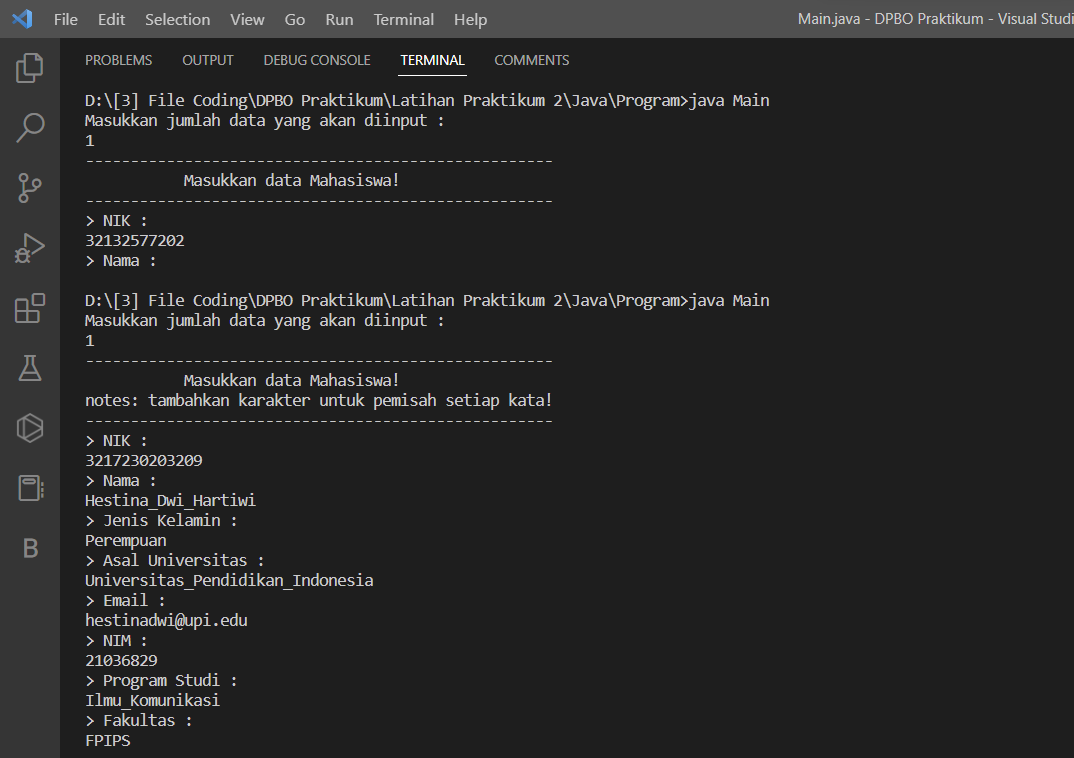 File Edit Selection View Go Run Terminal Help Main.java - DPBO Praktikum - Visual Studi
PROBLEMS OUTPUT DEBUG CONSOLE TERMINAL COMMENTS
D:\[3] File Coding\DPBO Praktikum\Latihan Praktikum 2\Java\Program>java Main
Masukkan jumlah data yang akan diinput :
1
----------------------------------------------------
Masukkan data Mahasiswa!
----------------------------------------------------
> NIK :
32132577202
> Nama :
D:\[3] File Coding\DPBO Praktikum\Latihan Praktikum 2\Java\Program>java Main
Masukkan jumlah data yang akan diinput :
1
----------------------------------------------------
Masukkan data Mahasiswa!
notes: tambahkan karakter untuk pemisah setiap kata!
----------------------------------------------------
> NIK :
3217230203209
> Nama :
Hestina_Dwi_Hartiwi
> Jenis Kelamin :
Perempuan
> Asal Universitas :
Universitas_Pendidikan_Indonesia
> Email :
hestinadwi@upi.edu
> NIM :
21036829
> Program Studi :
Ilmu_Komunikasi
> Fakultas :
FPIPS
B